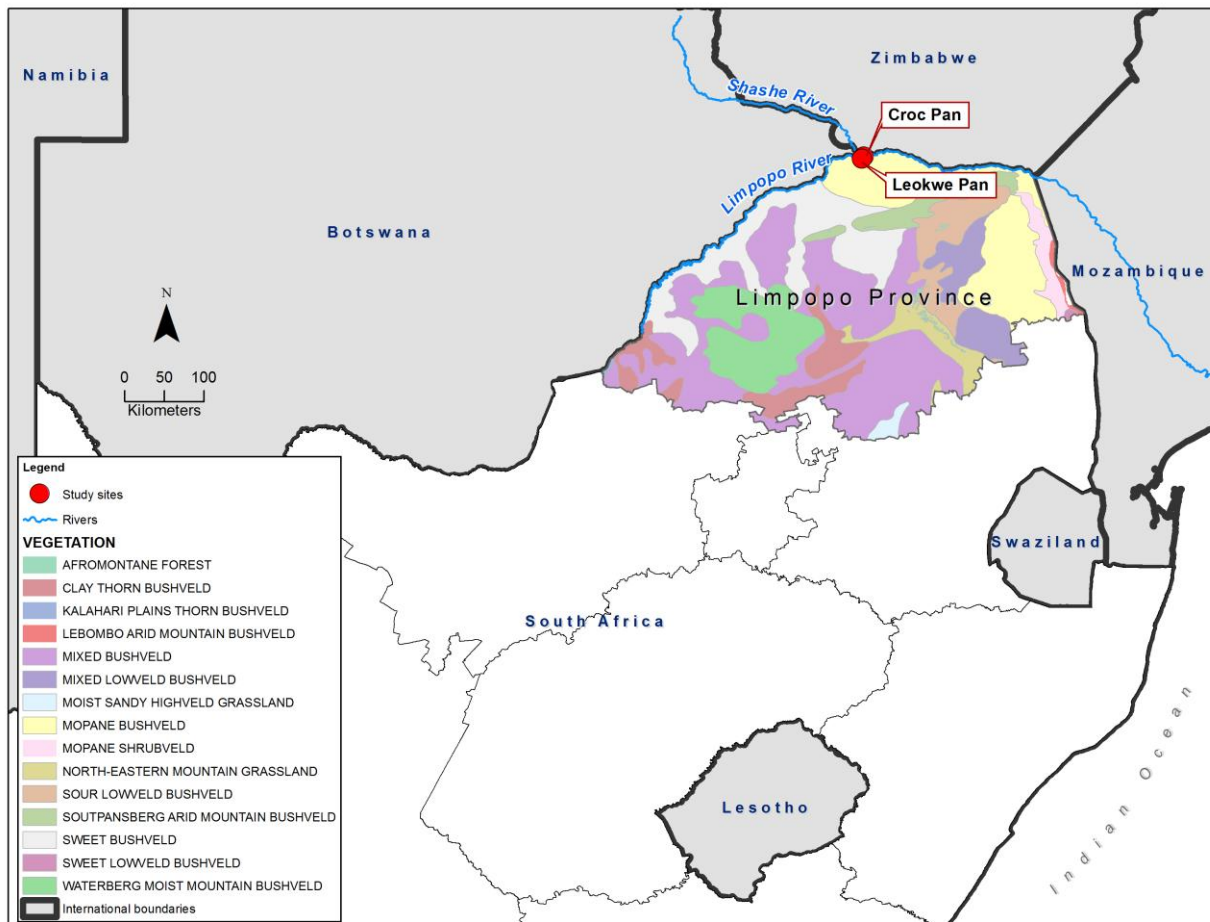 Namibia
Zimbabwe
Shashe River
Croc Pan
Limpopo River
Leokwe Pan
Botswana
Mozambique
Limpopo Province
N
0 50 100
Kilometers
Swaziland
South Africa
Lesotho
Indian Ocean
Legend
Study sites
Rivers
VEGETATION
AFROMONTANE FOREST
CLAY THORN BUSHVELD
KALAHARI PLAINS THORN BUSHVELD
LEBOMBO ARID MOUNTAIN BUSHVELD
MIXED BUSHVELD
MIXED LOWVELD BUSHVELD
MOIST SANDY HIGHVELD GRASSLAND
MOPANE BUSHVELD
MOPANE SHRUBVELD
NORTH-EASTERN MOUNTAIN GRASSLAND
SOUR LOWVELD BUSHVELD
SOUTPANSBERG ARID MOUNTAIN BUSHVELD
SWEET BUSHVELD
SWEET LOWVELD BUSHVELD
WATERBERG MOIST MOUNTAIN BUSHVELD
International boundaries